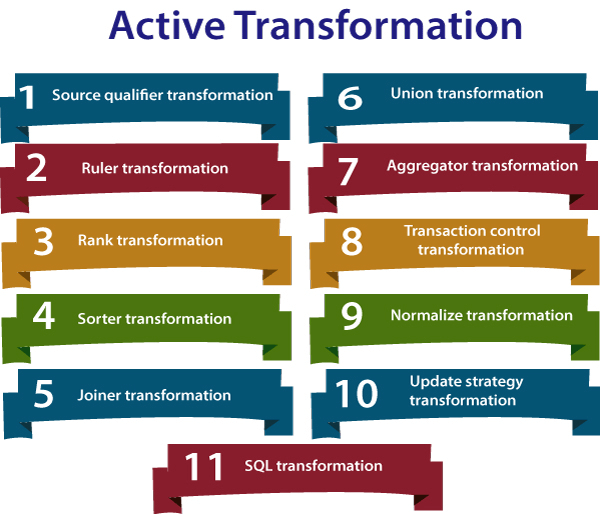 Active Transformation
1 Source qualifier transformation
2 Ruler transformation
3 Rank transformation
4 Sorter transformation
5 Joiner transformation
6 Union transformation
7 Aggregator transformation
8 Transaction control
transformation
9 Normalize transformation
10 Update strategy
transformation
11 SQL transformation